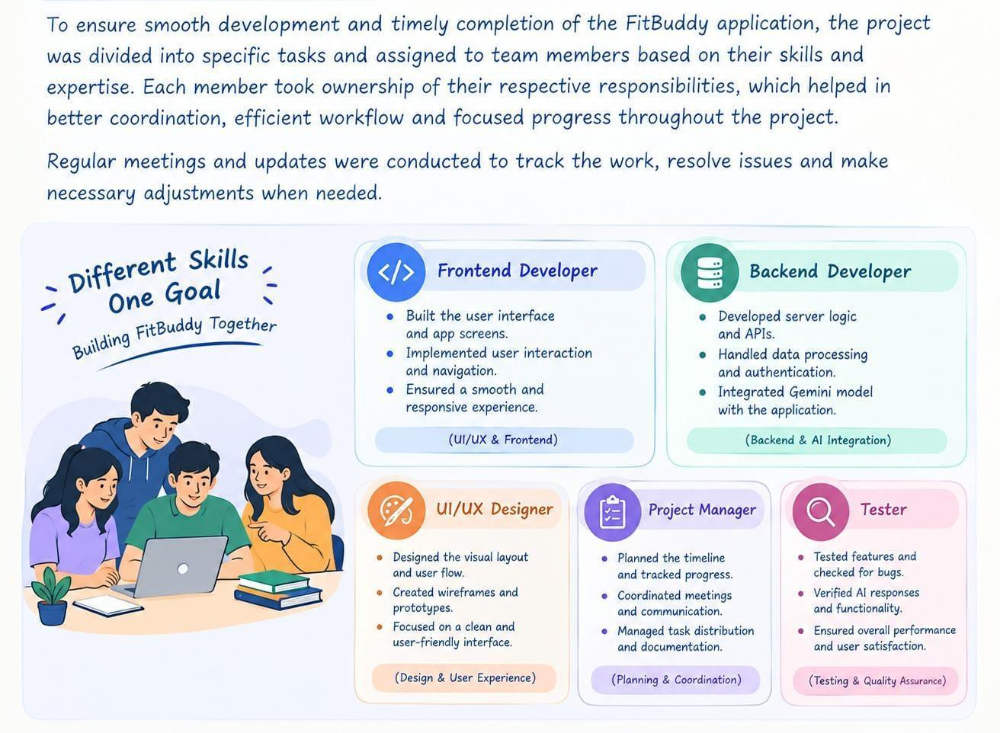 To ensure smooth development and timely completion of the FitBuddy application, the project
was divided into specific tasks and assigned to team members based on their skills and
expertise. Each member took ownership of their respective responsibilities, which helped in
better coordination, efficient workflow and focused progress throughout the project.
Regular meetings and updates were conducted to track the work, resolve issues and make
necessary adjustments when needed.
Different Skills
One Goal
Building FitBuddy Together
</>
Frontend Developer
Built the user interface
and app screens.
Implemented user interaction
and navigation.
Ensured a smooth and
responsive experience.
(UI/UX & Frontend)
Backend Developer
Developed server logic
and APIs.
Handled data processing
and authentication.
Integrated Gemini model
with the application.
(Backend & AI Integration)
UI/UX Designer
Designed the visual layout
and user flow.
Created wireframes and
prototypes.
Focused on a clean and
user-friendly interface.
(Design & User Experience)
Project Manager
Planned the timeline
and tracked progress.
Coordinated meetings
and communication.
Managed task distribution
and documentation.
(Planning & Coordination)
Tester
Tested features and
checked for bugs.
Verified AI responses
and functionality.
Ensured overall performance
and user satisfaction.
(Testing & Quality Assurance)